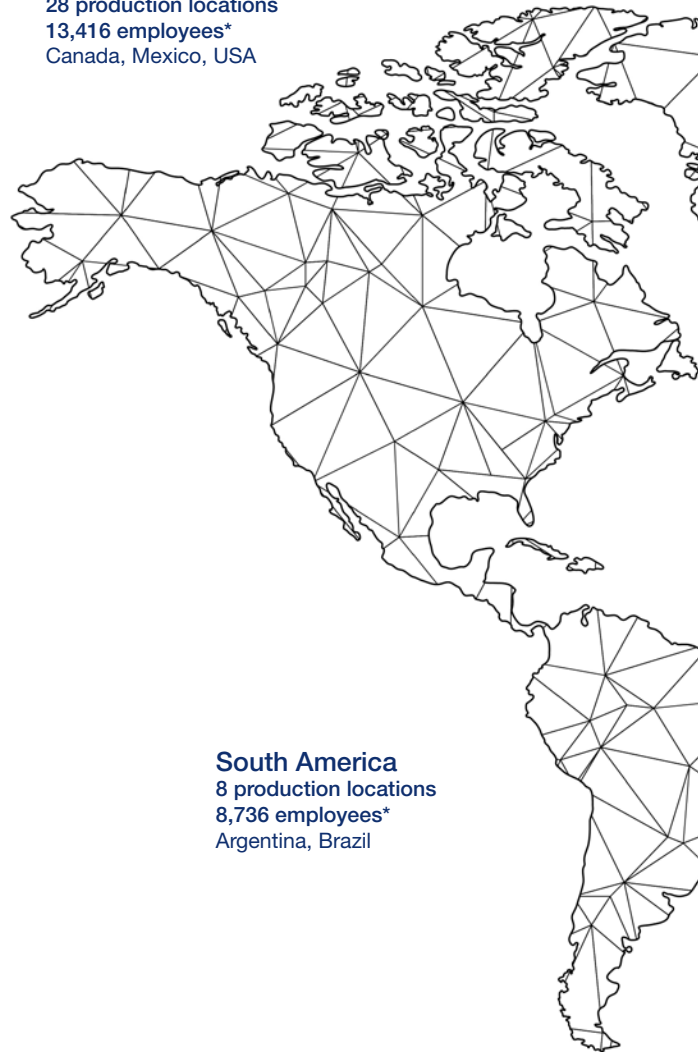 28 production locations
13,416 employees*
Canada, Mexico, USA
South America
8 production locations
8,736 employees*
Argentina, Brazil